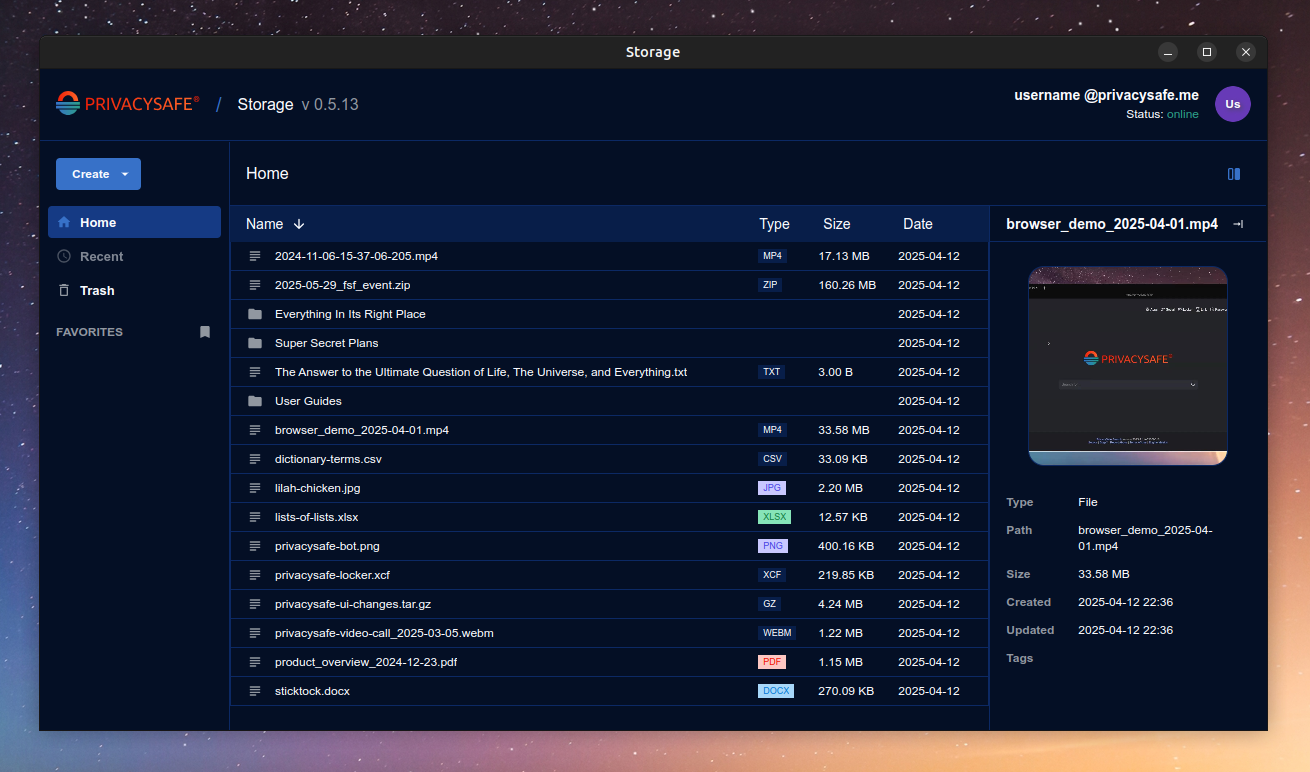 Storage
PRIVACYSAFE® / Storage v 0.5.13
username @privacysafe.me
Status: online
Us
Create
Home
Recent
Trash
FAVORITES
Home
Name Type Size Date
2024-11-06-15-37-06-205.mp4 MP4 17.13 MB 2025-04-12
2025-05-29_fsf_event.zip ZIP 160.26 MB 2025-04-12
Everything In Its Right Place 2025-04-12
Super Secret Plans 2025-04-12
The Answer to the Ultimate Question of Life, The Universe, and Everything.txt TXT 3.00 B 2025-04-12
User Guides 2025-04-12
browser_demo_2025-04-01.mp4 MP4 33.58 MB 2025-04-12
dictionary-terms.csv CSV 33.09 KB 2025-04-12
lilah-chicken.jpg JPG 2.20 MB 2025-04-12
lists-of-lists.xlsx XLSX 12.57 KB 2025-04-12
privacysafe-bot.png PNG 400.16 KB 2025-04-12
privacysafe-locker.xcf XCF 219.85 KB 2025-04-12
privacysafe-ui-changes.tar.gz GZ 4.24 MB 2025-04-12
privacysafe-video-call_2025-03-05.webm WEBM 1.22 MB 2025-04-12
product_overview_2024-12-23.pdf PDF 1.15 MB 2025-04-12
sticktock.docx DOCX 270.09 KB 2025-04-12
browser_demo_2025-04-01.mp4
PRIVACYSAFE
Type File
Path browser_demo_2025-04-
01.mp4
Size 33.58 MB
Created 2025-04-12 22:36
Updated 2025-04-12 22:36
Tags